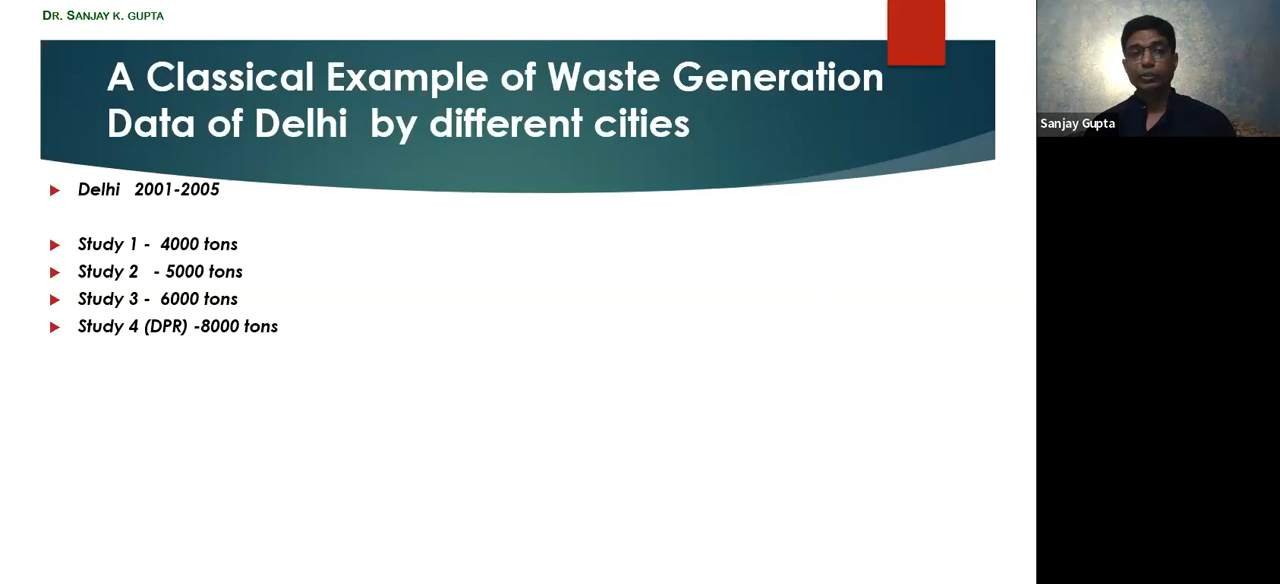 DR. SANJAY K. GUPTA
A Classical Example of Waste Generation
Data of Delhi by different cities
Delhi 2001-2005
Study 1 - 4000 tons
Study 2 - 5000 tons
Study 3 - 6000 tons
Study 4 (DPR) -8000 tons
Sanjay Gupta